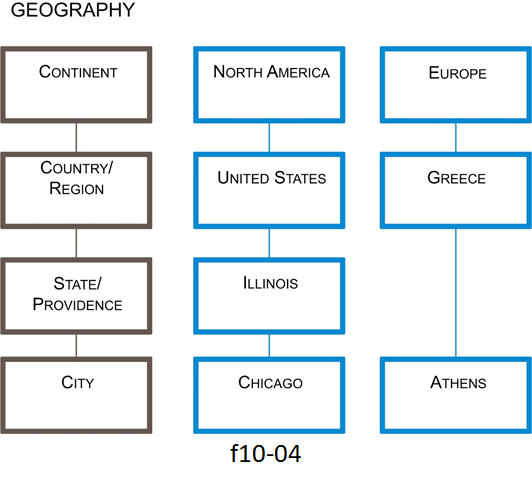 GEOGRAPHY
CONTINENT
NORTH AMERICA
EUROPE
COUNTRY/
REGION
UNITED STATES
GREECE
STATE/
PROVIDENCE
ILLINOIS
CITY
CHICAGO
ATHENS
f10-04